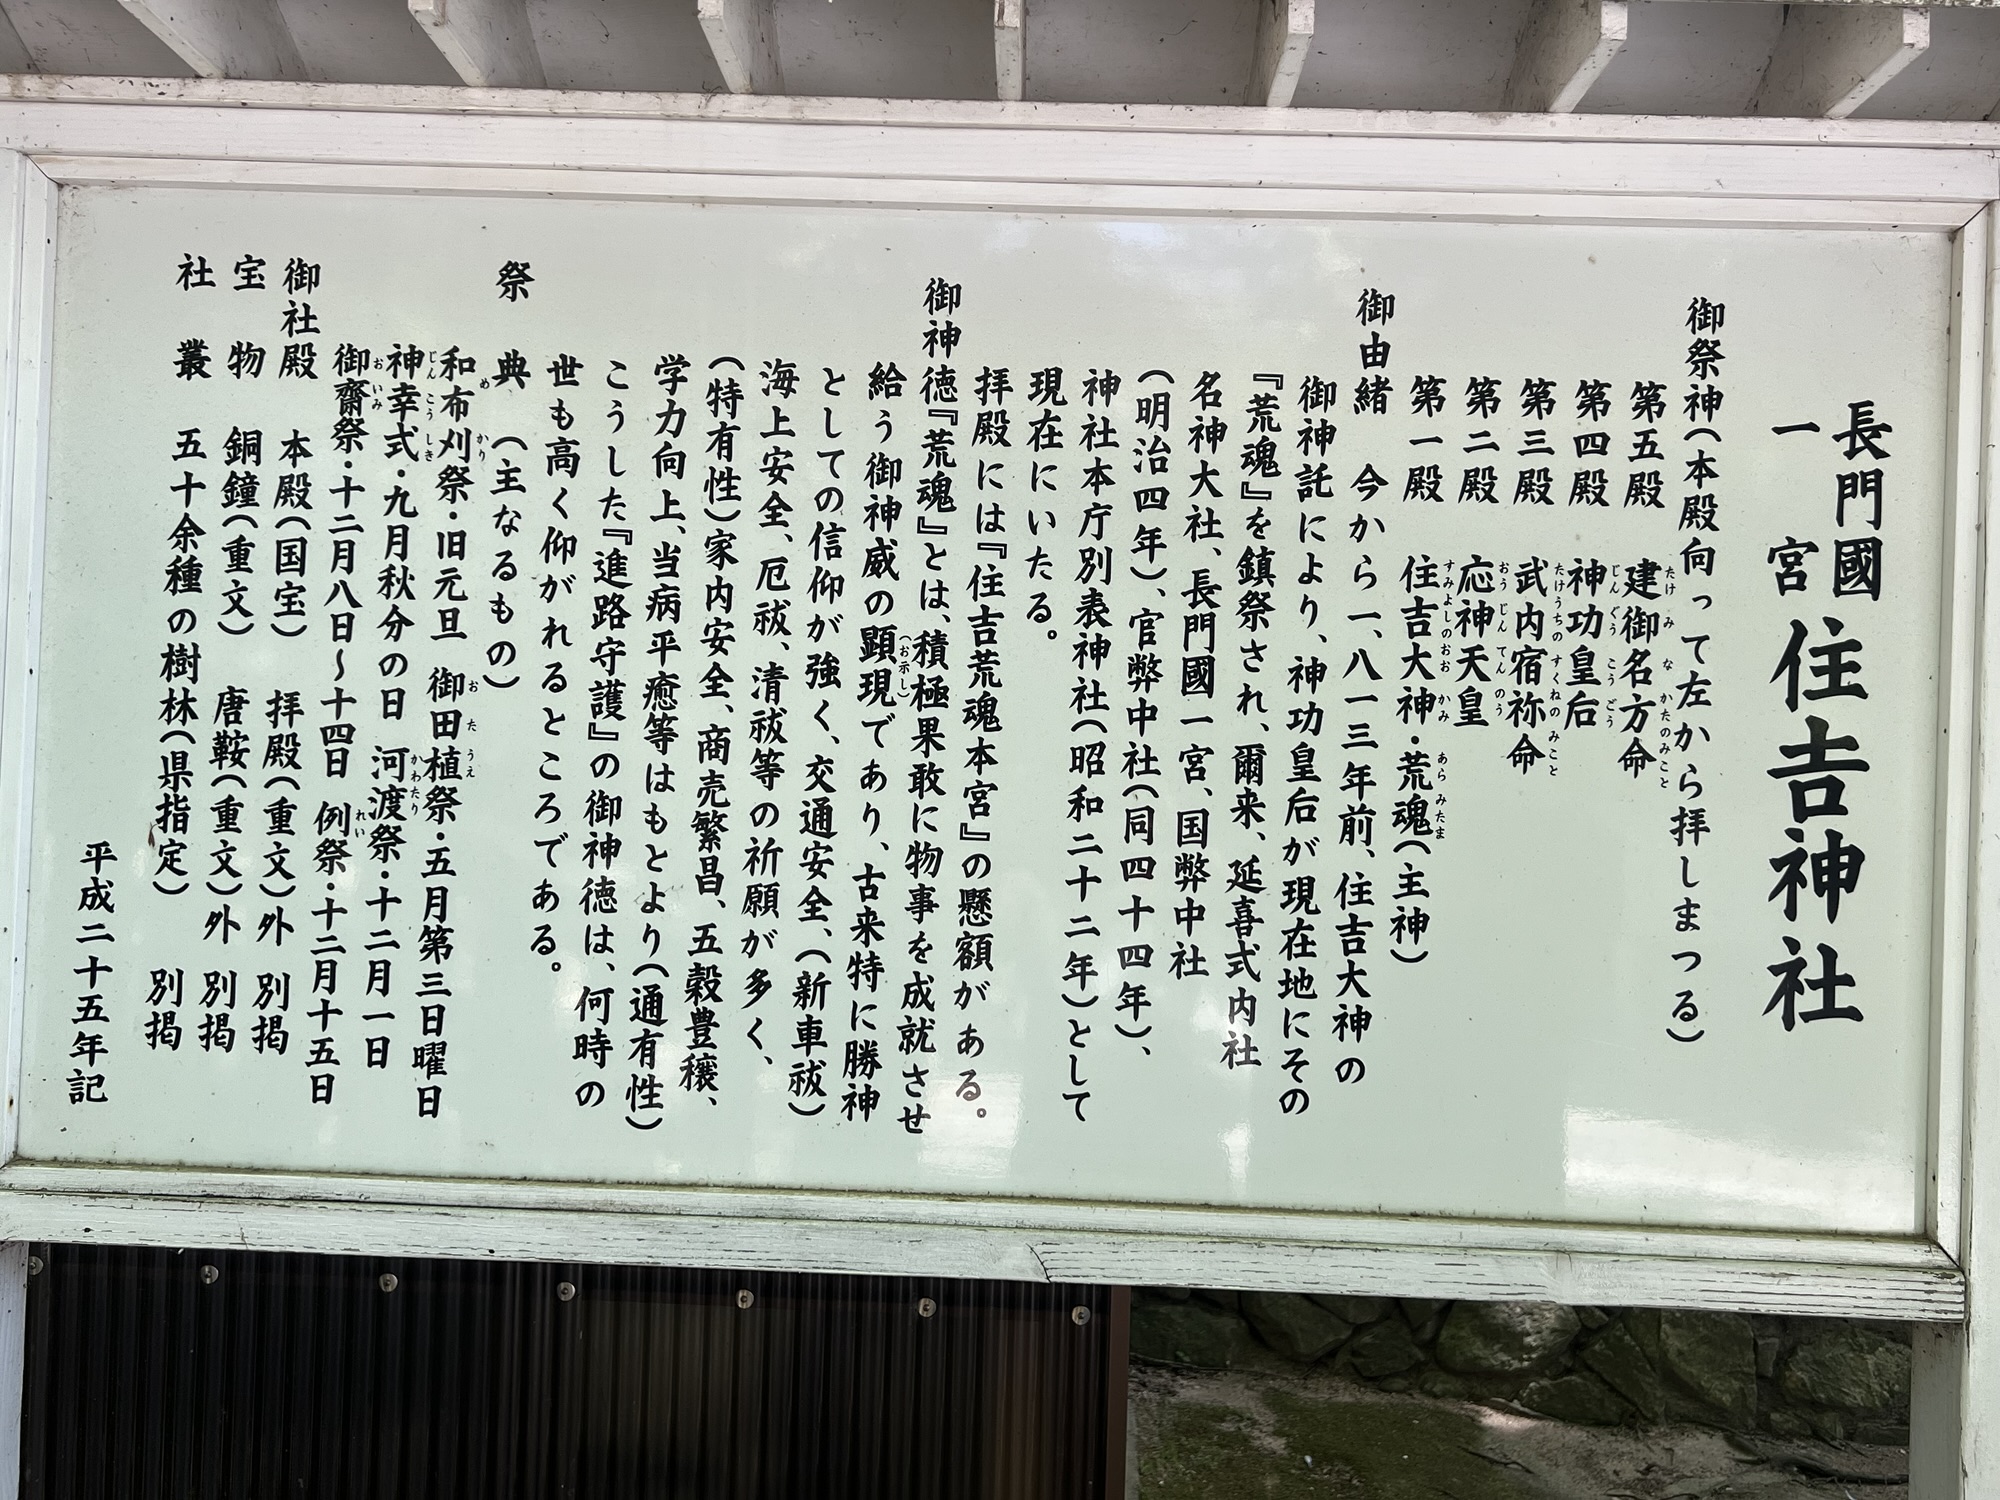 長門國一宮 住吉神社
御祭神（本殿向って左から拝しまつる）
第五殿 建御名方命
第四殿 神功皇后
第三殿 武内宿祢命
第二殿 応神天皇
第一殿 住吉大神・荒魂（主神）
御由緒 今から一、八一三年前、住吉大神の
御神託により、神功皇后が現在地にその
『荒魂』を鎮祭され、爾来、延喜式内社
名神大社、長門國一宮、国弊中社
（明治四年）、官弊中社（同四十四年）、
神社本庁別表神社（昭和二十二年）として
現在にいたる。
拝殿には『住吉荒魂本宮』の懸額がある。
御神徳『荒魂』とは、積極果敢に物事を成就させ
給う御神威の顕現（お示し）であり、古来特に勝神
としての信仰が強く、交通安全、（新車祓）
海上安全、厄祓、清祓等の祈願が多く、
（特有性）家内安全、商売繁昌、五穀豊穣、
学力向上、当病平癒等はもとより（通有性）
こうした『進路守護』の御神徳は、何時の
世も高く仰がれるところである。
祭典（主なるもの）
和布刈祭・旧元旦 御田植祭・五月第三日曜日
神幸式・九月秋分の日 河渡祭・十二月一日
御齋祭・十二月八日～十四日 例祭・十二月十五日
御社殿 本殿（国宝） 拝殿（重文）外 別掲
宝物 銅鐘（重文） 唐鞍（重文）外 別掲
社叢 五十余種の樹林（県指定） 別掲
平成二十五年記